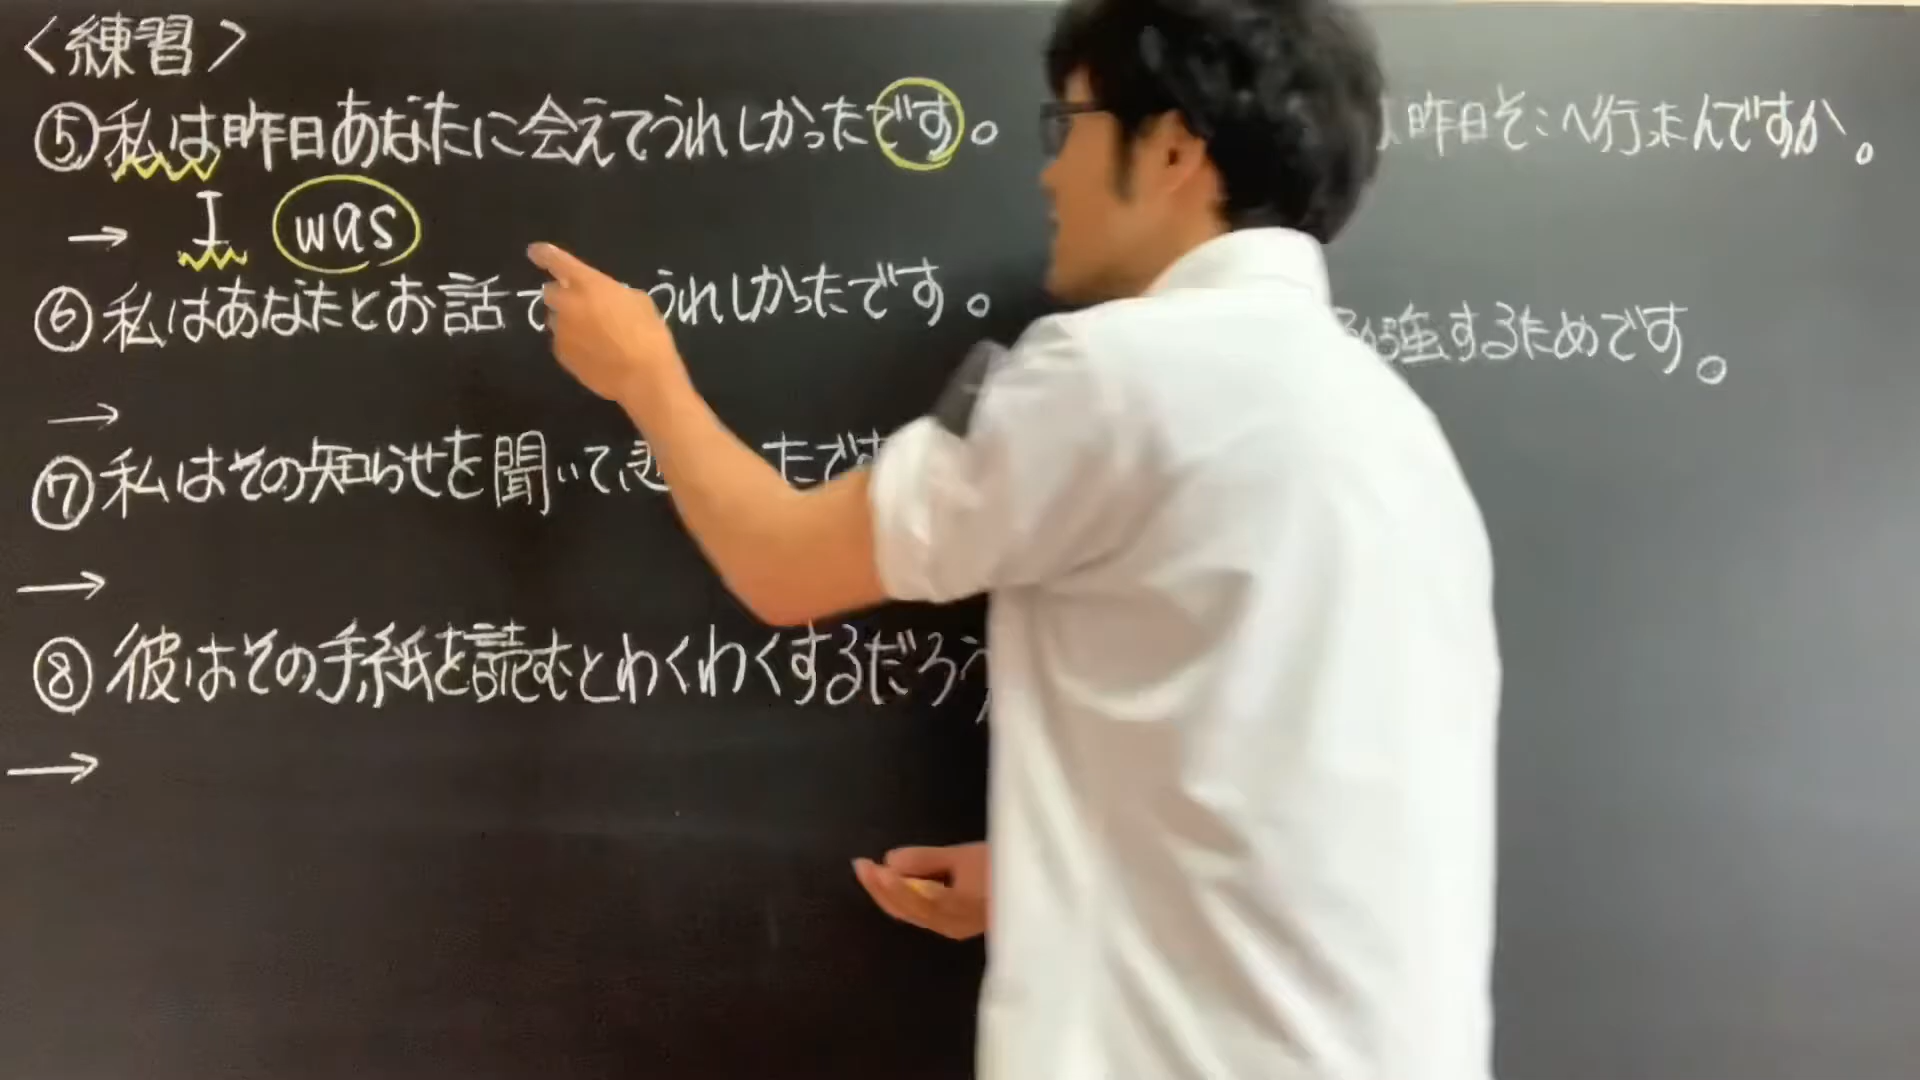 <練習>
⑤私は昨日あなたに会えてうれしかったです。
→ I was
⑥私はあなたとお話で うれしかったです。
→
⑦私はその知らせを聞いて、 たです
→
⑧彼はその手紙を読むとわくわくするだろう
→
昨日そこへ行ったんですか。
勉強するためです。